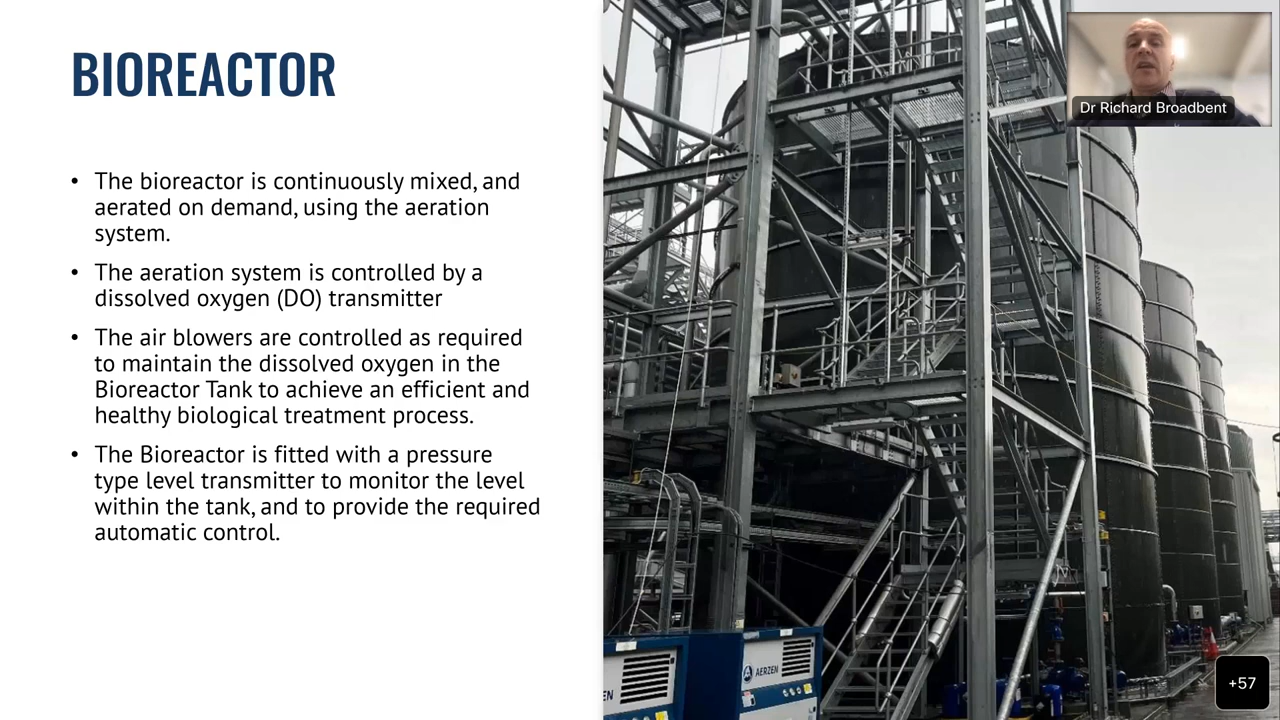 BIOREACTOR
• The bioreactor is continuously mixed, and
aerated on demand, using the aeration
system.
• The aeration system is controlled by a
dissolved oxygen (DO) transmitter
• The air blowers are controlled as required
to maintain the dissolved oxygen in the
Bioreactor Tank to achieve an efficient and
healthy biological treatment process.
• The Bioreactor is fitted with a pressure
type level transmitter to monitor the level
within the tank, and to provide the required
automatic control.
Dr Richard Broadbent
EN
AERZEN
+57